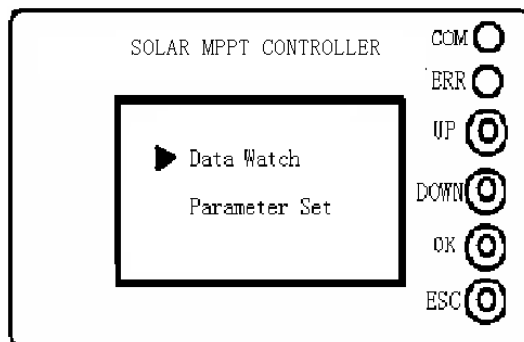 SOLAR MPPT CONTROLLER
COM
ERR
UP
DOWN
OK
ESC
Data Watch
Parameter Set